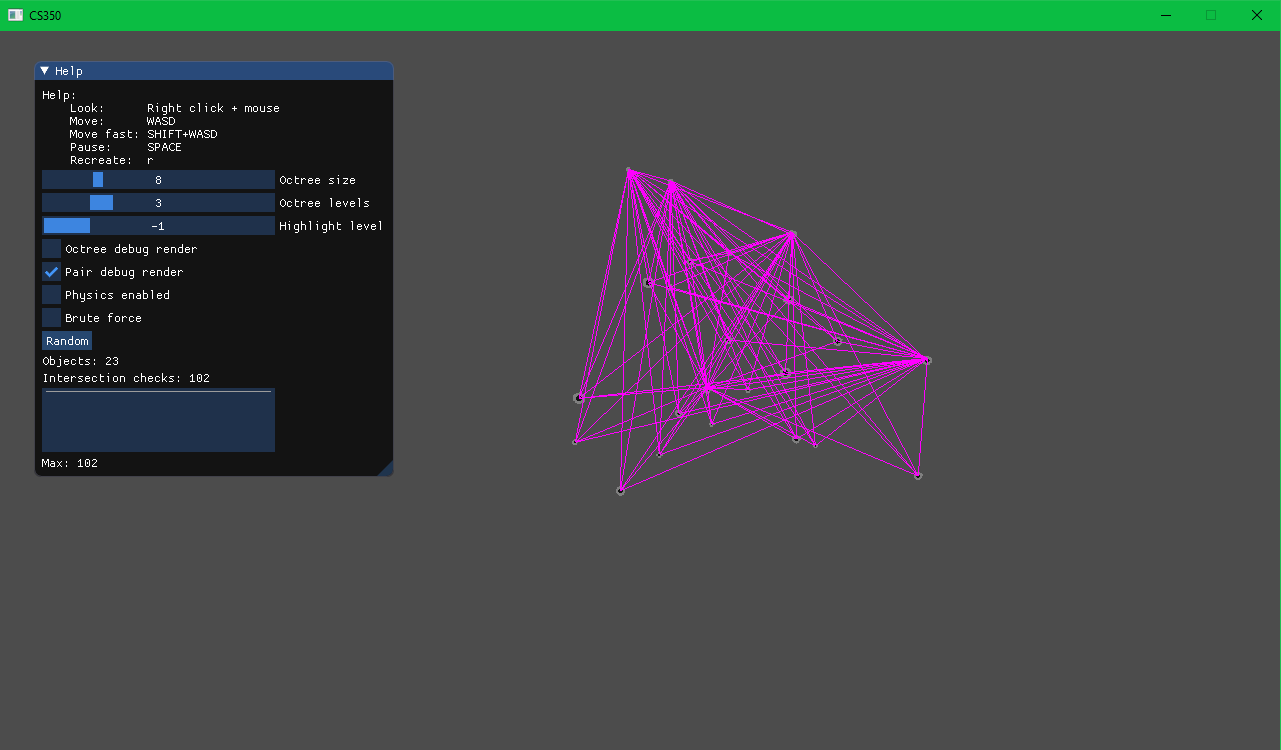 CS350
Help
Help:
Look: Right click + mouse
Move: WASD
Move fast: SHIFT+WASD
Pause: SPACE
Recreate: r
8 Octree size
3 Octree levels
-1 Highlight level
Octree debug render
Pair debug render
Physics enabled
Brute force
Random
Objects: 23
Intersection checks: 102
Max: 102